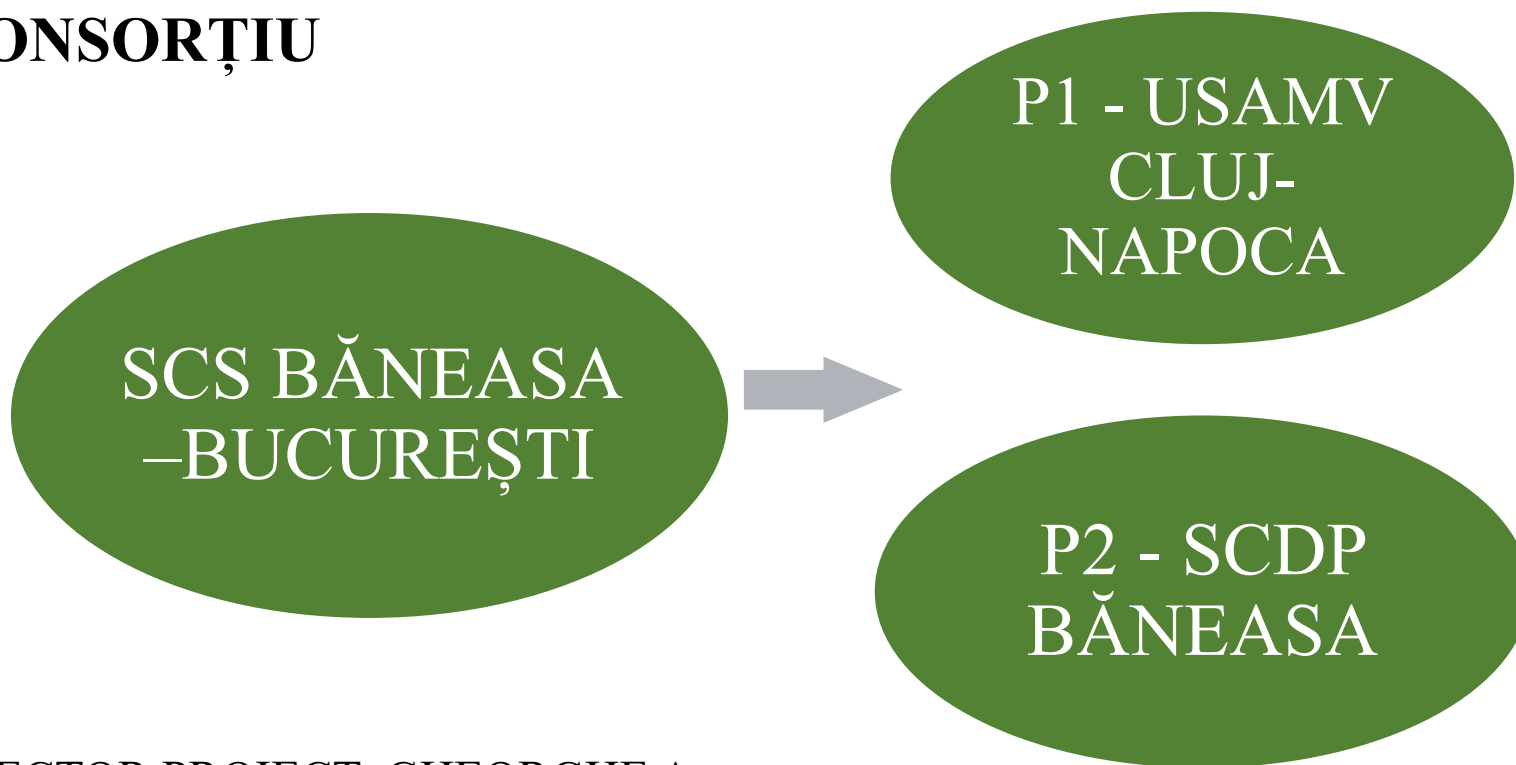 ONSORȚIU
P1 - USAMV
CLUJ-
NAPOCA
SCS BĂNEASA
–BUCUREȘTI
P2 - SCDP
BĂNEASA